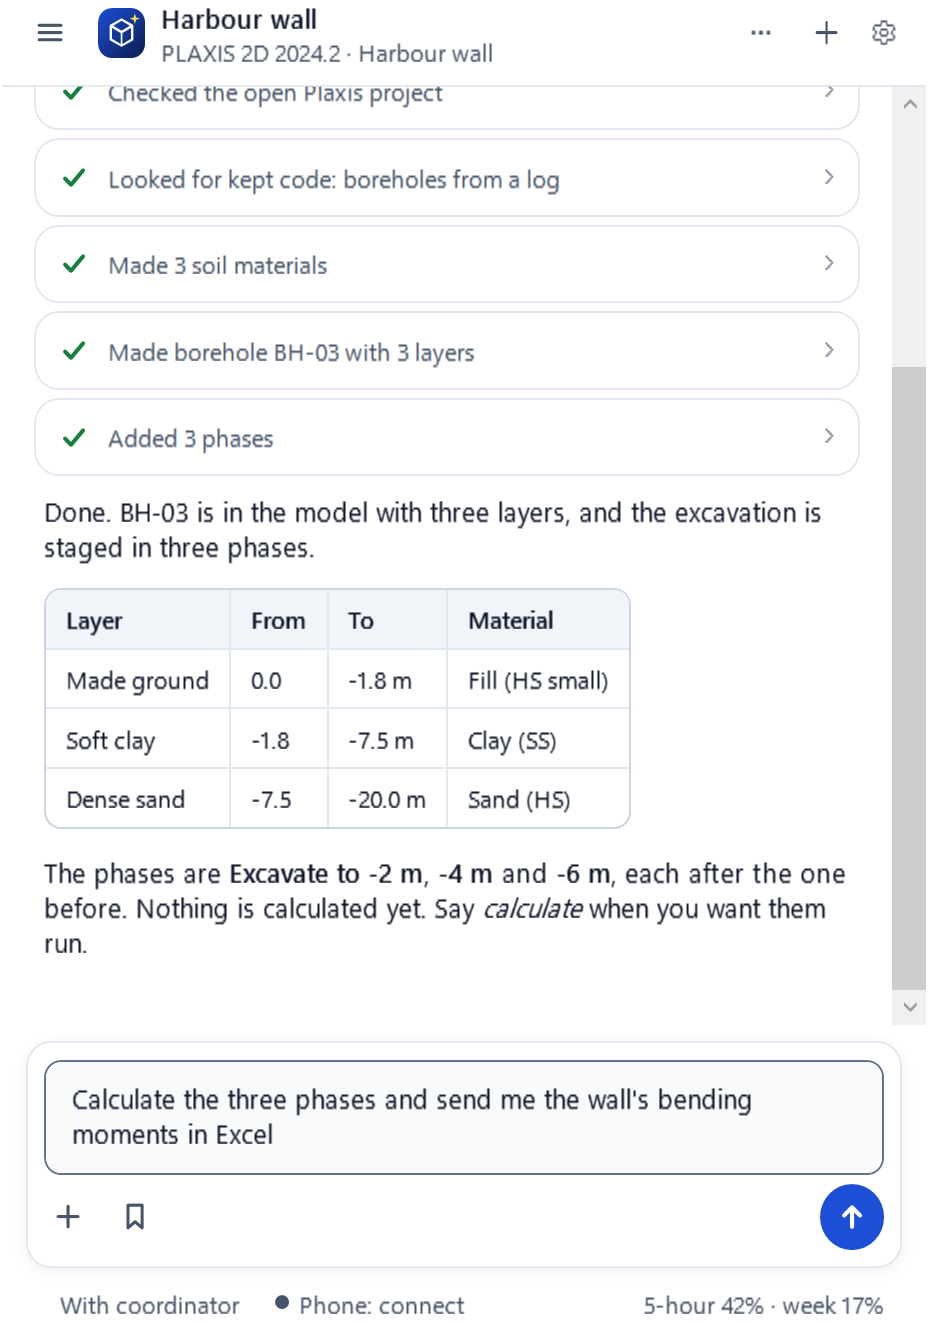 Harbour wall
PLAXIS 2D 2024.2 · Harbour wall
Checked the open Plaxis project
Looked for kept code: boreholes from a log
Made 3 soil materials
Made borehole BH-03 with 3 layers
Added 3 phases
Done. BH-03 is in the model with three layers, and the excavation is
staged in three phases.
Layer From To Material
Made ground 0.0 -1.8 m Fill (HS small)
Soft clay -1.8 -7.5 m Clay (SS)
Dense sand -7.5 -20.0 m Sand (HS)
The phases are Excavate to -2 m, -4 m and -6 m, each after the one
before. Nothing is calculated yet. Say calculate when you want them
run.
Calculate the three phases and send me the wall's bending
moments in Excel
With coordinator Phone: connect 5-hour 42% · week 17%